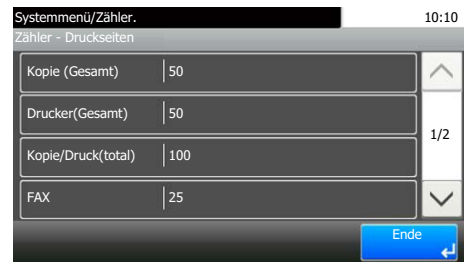 Systemmenü/Zähler. 10:10
Zähler - Druckseiten
Kopie (Gesamt) 50
Drucker(Gesamt) 50
1/2
Kopie/Druck(total) 100
FAX 25
Ende